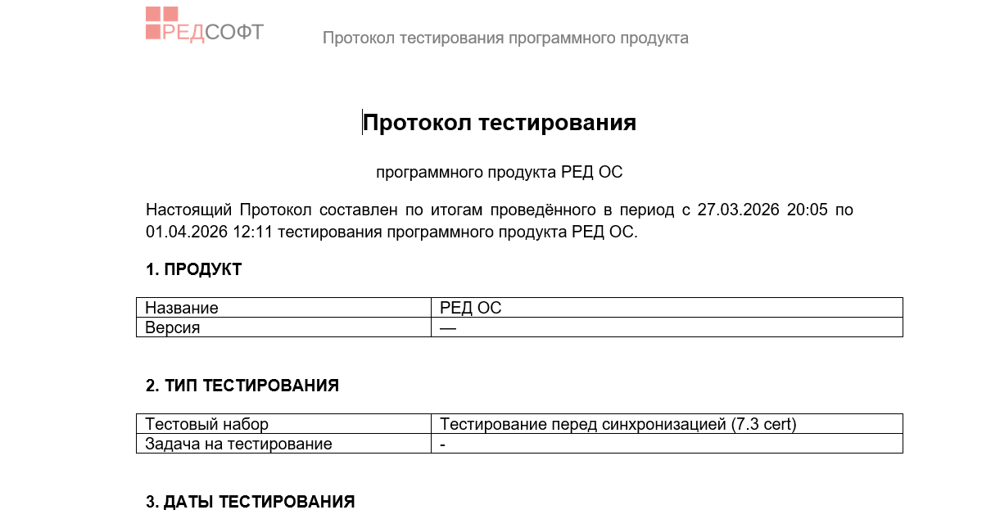 РЕДСОФТ
Протокол тестирования программного продукта
Протокол тестирования
программного продукта РЕД ОС
Настоящий Протокол составлен по итогам проведённого в период с 27.03.2026 20:05 по
01.04.2026 12:11 тестирования программного продукта РЕД ОС.
1. ПРОДУКТ
Название РЕД ОС
Версия —
2. ТИП ТЕСТИРОВАНИЯ
Тестовый набор Тестирование перед синхронизацией (7.3 cert)
Задача на тестирование -
3. ДАТЫ ТЕСТИРОВАНИЯ